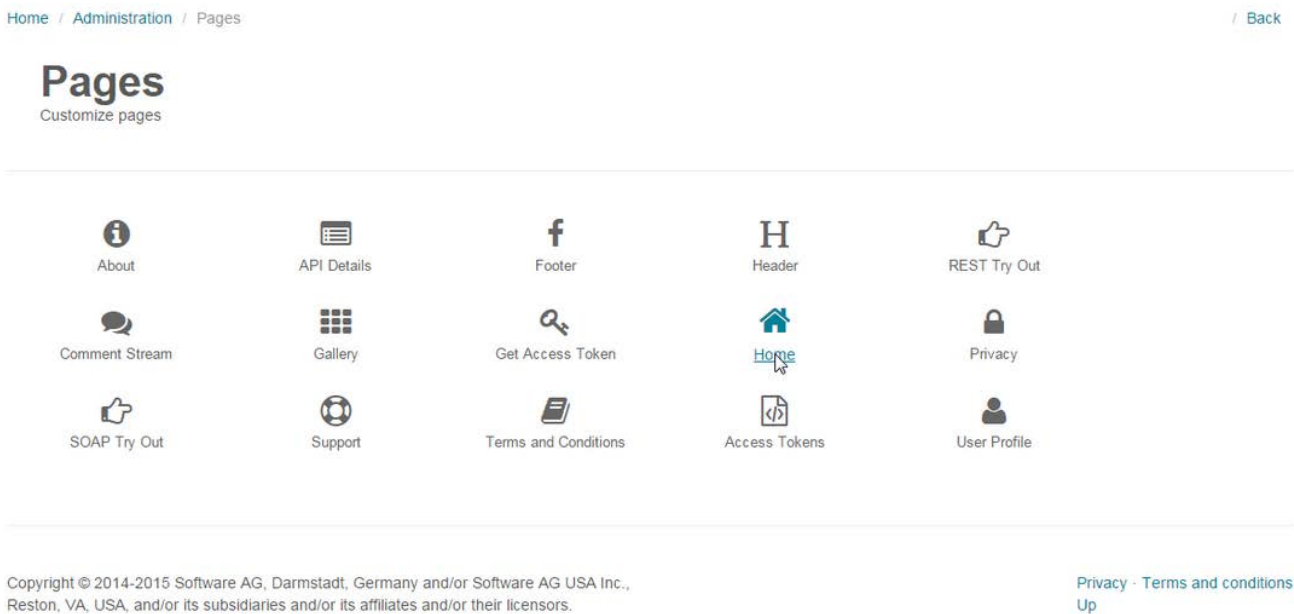 Home / Administration / Pages / Back
Pages
Customize pages
About API Details Footer Header REST Try Out
Comment Stream Gallery Get Access Token Home Privacy
SOAP Try Out Support Terms and Conditions Access Tokens User Profile
Copyright © 2014-2015 Software AG, Darmstadt, Germany and/or Software AG USA Inc., Privacy · Terms and conditions
Reston, VA, USA, and/or its subsidiaries and/or its affiliates and/or their licensors. Up